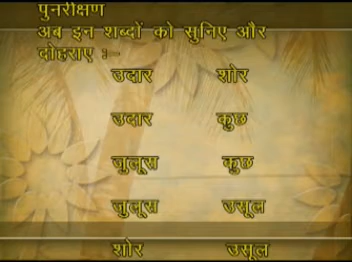 पुनरीक्षण
अब इन शब्दों को सुनिए और
दोहराए :-
उदार शोर
उदार कुछ
जुलूस कुछ
जुलूस उसूल
शोर उसूल